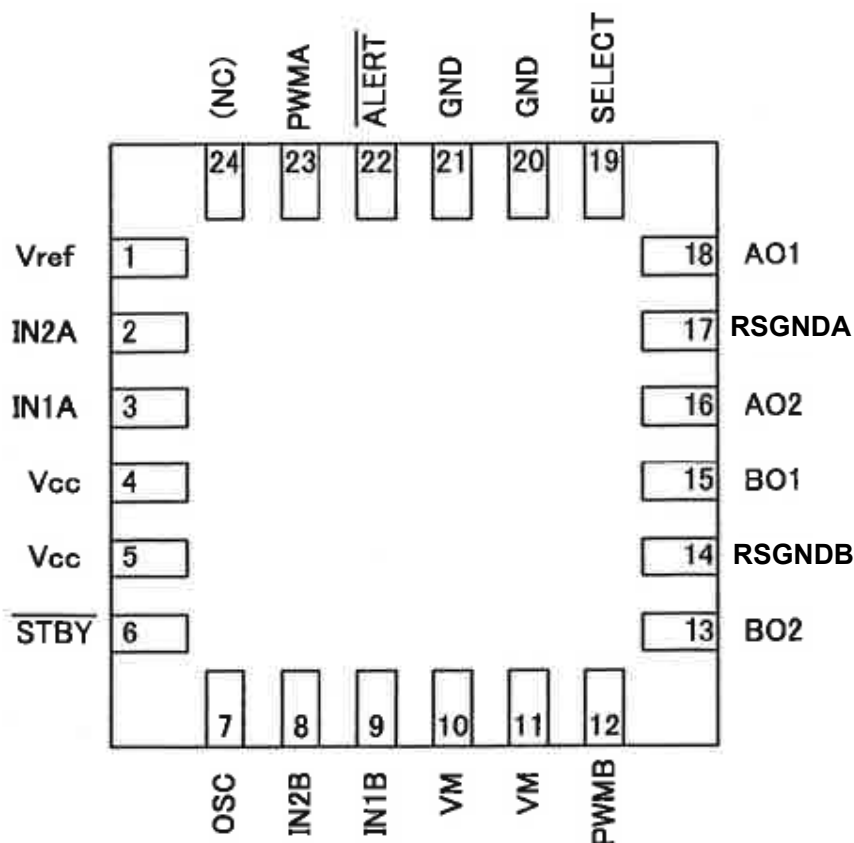 (NC)
PWMA
ALERT
GND
GND
SELECT
24
23
22
21
20
19
Vref 1
18 AO1
IN2A 2
17 RSGNDA
IN1A 3
16 AO2
Vcc 4
15 BO1
Vcc 5
14 RSGNDB
STBY 6
13 BO2
7
8
9
10
11
12
OSC
IN2B
IN1B
VM
VM
PWMB